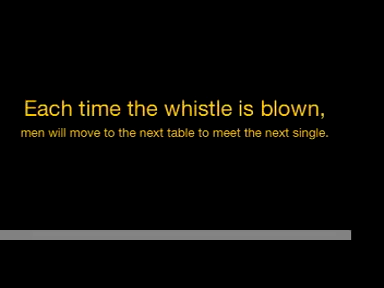 Each time the whistle is blown,
men will move to the next table to meet the next single.